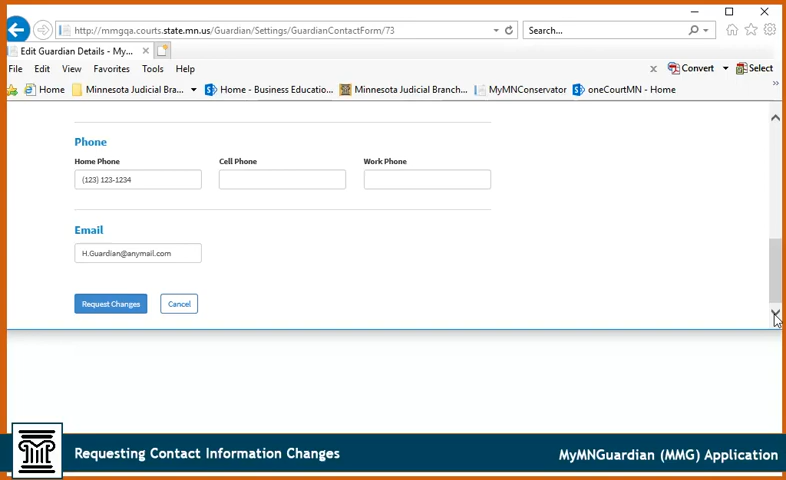 http://mmgqa.courts.state.mn.us/Guardian/Settings/GuardianContactForm/73
Search...
Edit Guardian Details - My...
File Edit View Favorites Tools Help
x Convert Select
Home Minnesota Judicial Bra... Home - Business Educatio... Minnesota Judicial Branch... MyMNConservator oneCourtMN - Home
Phone
Home Phone Cell Phone Work Phone
(123) 123-1234
Email
H.Guardian@anymail.com
Request Changes Cancel
Requesting Contact Information Changes MyMNGuardian (MMG) Application